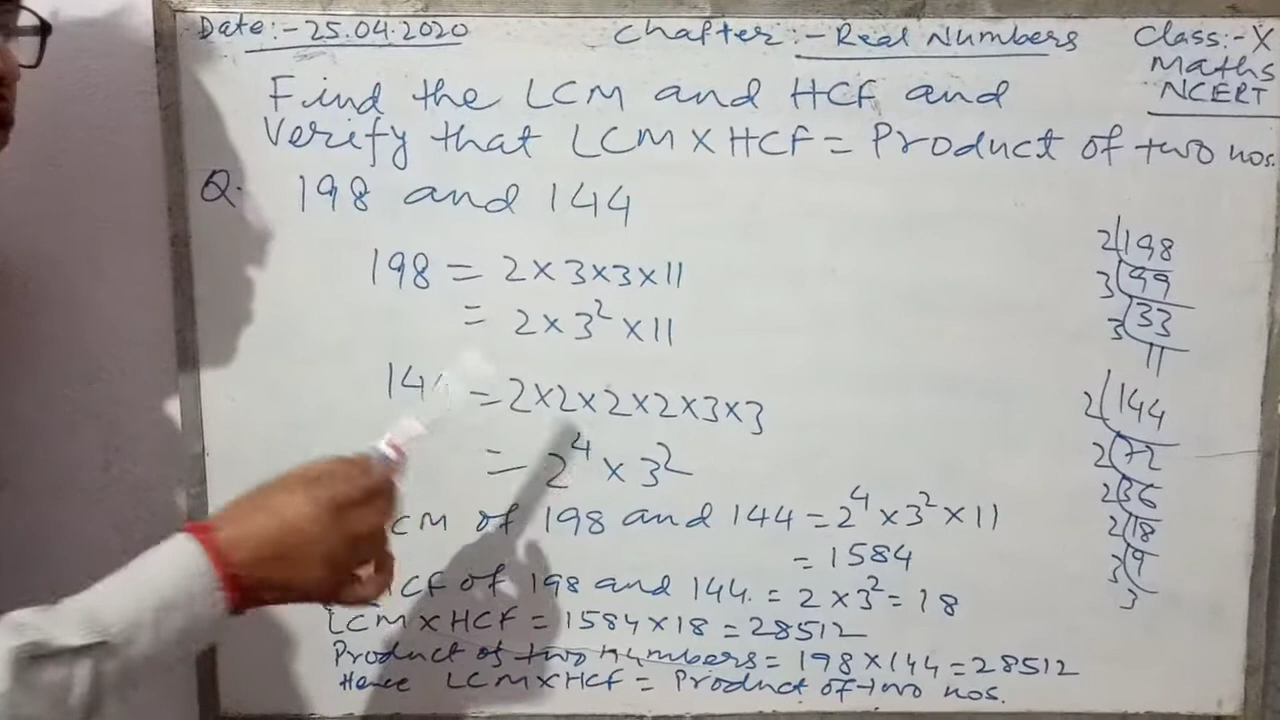 Date:-25.04.2020
Chapter:-Real Numbers
Class:-X
Maths
NCERT
Find the LCM and HCF and
Verify that LCM×HCF = Product of two nos.
Q. 198 and 144
198 = 2×3×3×11
= 2×3²×11
14
= 2×2×2×2×3×3
= 2⁴×3²
CM of 198 and 144 = 2⁴×3²×11
= 1584
HCF of 198 and 144. = 2×3² = 18
LCM×HCF = 1584×18 = 28512
Product of two numbers = 198×144 = 28512
Hence LCM×HCF = Product of two nos.
2 198
3 99
3 33
11
2 144
2 72
2 36
2 18
3 9
3